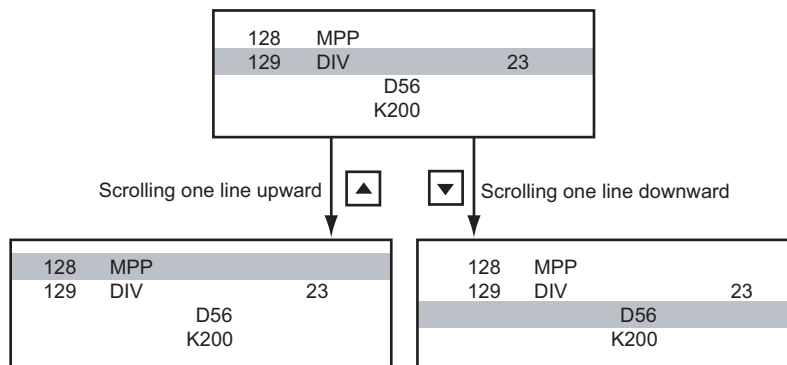 128 MPP
129 DIV 23
D56
K200
Scrolling one line upward
Scrolling one line downward
128 MPP
129 DIV 23
D56
K200
128 MPP
129 DIV 23
D56
K200